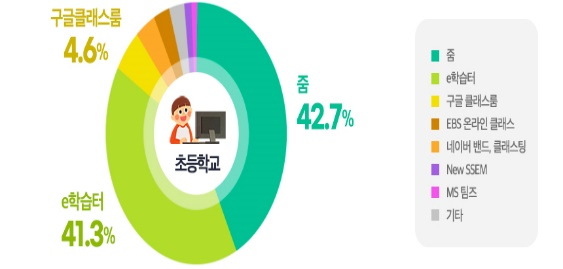 구글클래스룸
4.6%
줌
42.7%
초등학교
e학습터
41.3%
줌
e학습터
구글 클래스룸
EBS 온라인 클래스
네이버 밴드, 클래스팅
New SSEM
MS 팀즈
기타